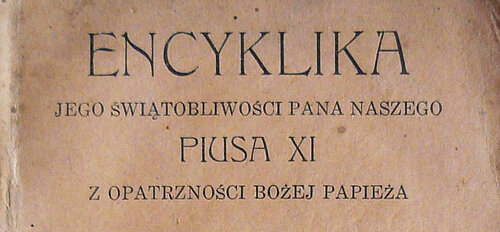 ENCYKLIKA
JEGO ŚWIĄTOBLIWOŚCI PANA NASZEGO
PIUSA XI
Z OPATRZNOŚCI BOŻEJ PAPIEŻA